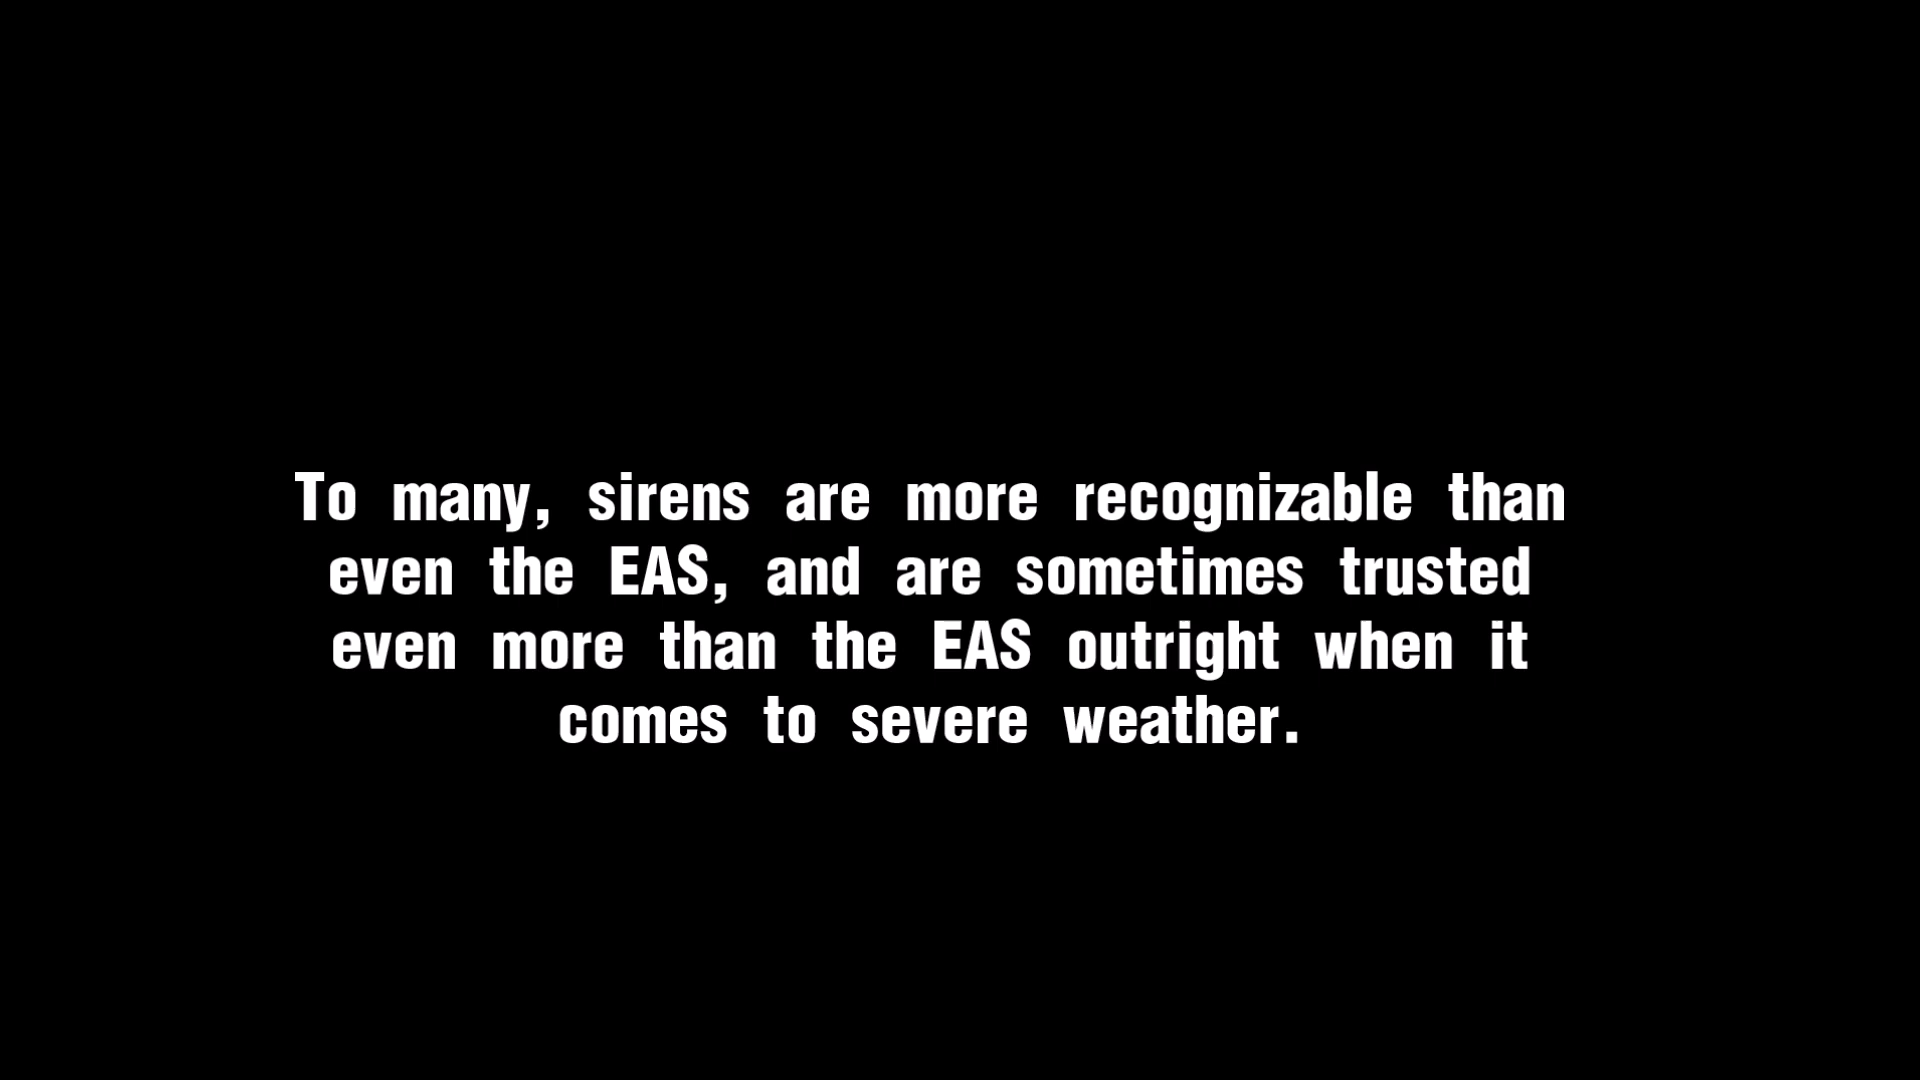 To many, sirens are more recognizable than
even the EAS, and are sometimes trusted
even more than the EAS outright when it
comes to severe weather.